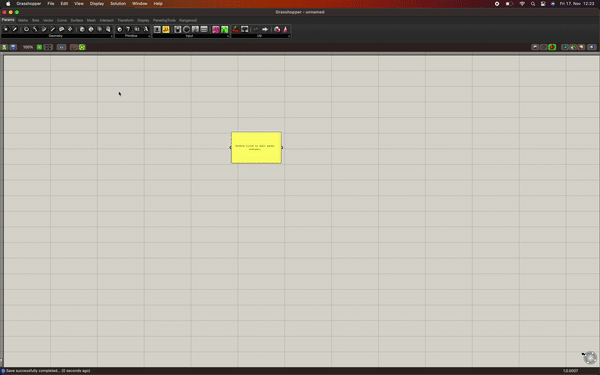 Grasshopper File Edit View Display Solution Window Help Fri 17. Nov 12:23
Grasshopper - unnamed
Params Maths Sets Vector Curve Surface Mesh Intersect Transform Display Kangaroo2
Geometry Primitive Input Util
100%
Double click to edit panel content…
Save successfully completed... (6 seconds ago) 1.0.0007